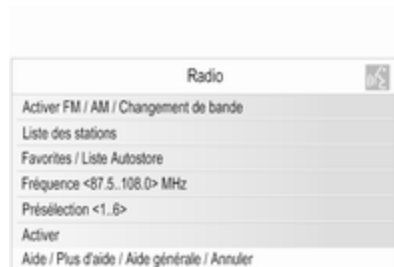 Radio
Activer FM / AM / Changement de bande
Liste des stations
Favorites / Liste Autostore
Fréquence <87.5..108.0> MHz
Présélection <1..6>
Activer
Aide / Plus d'aide / Aide générale / Annuler